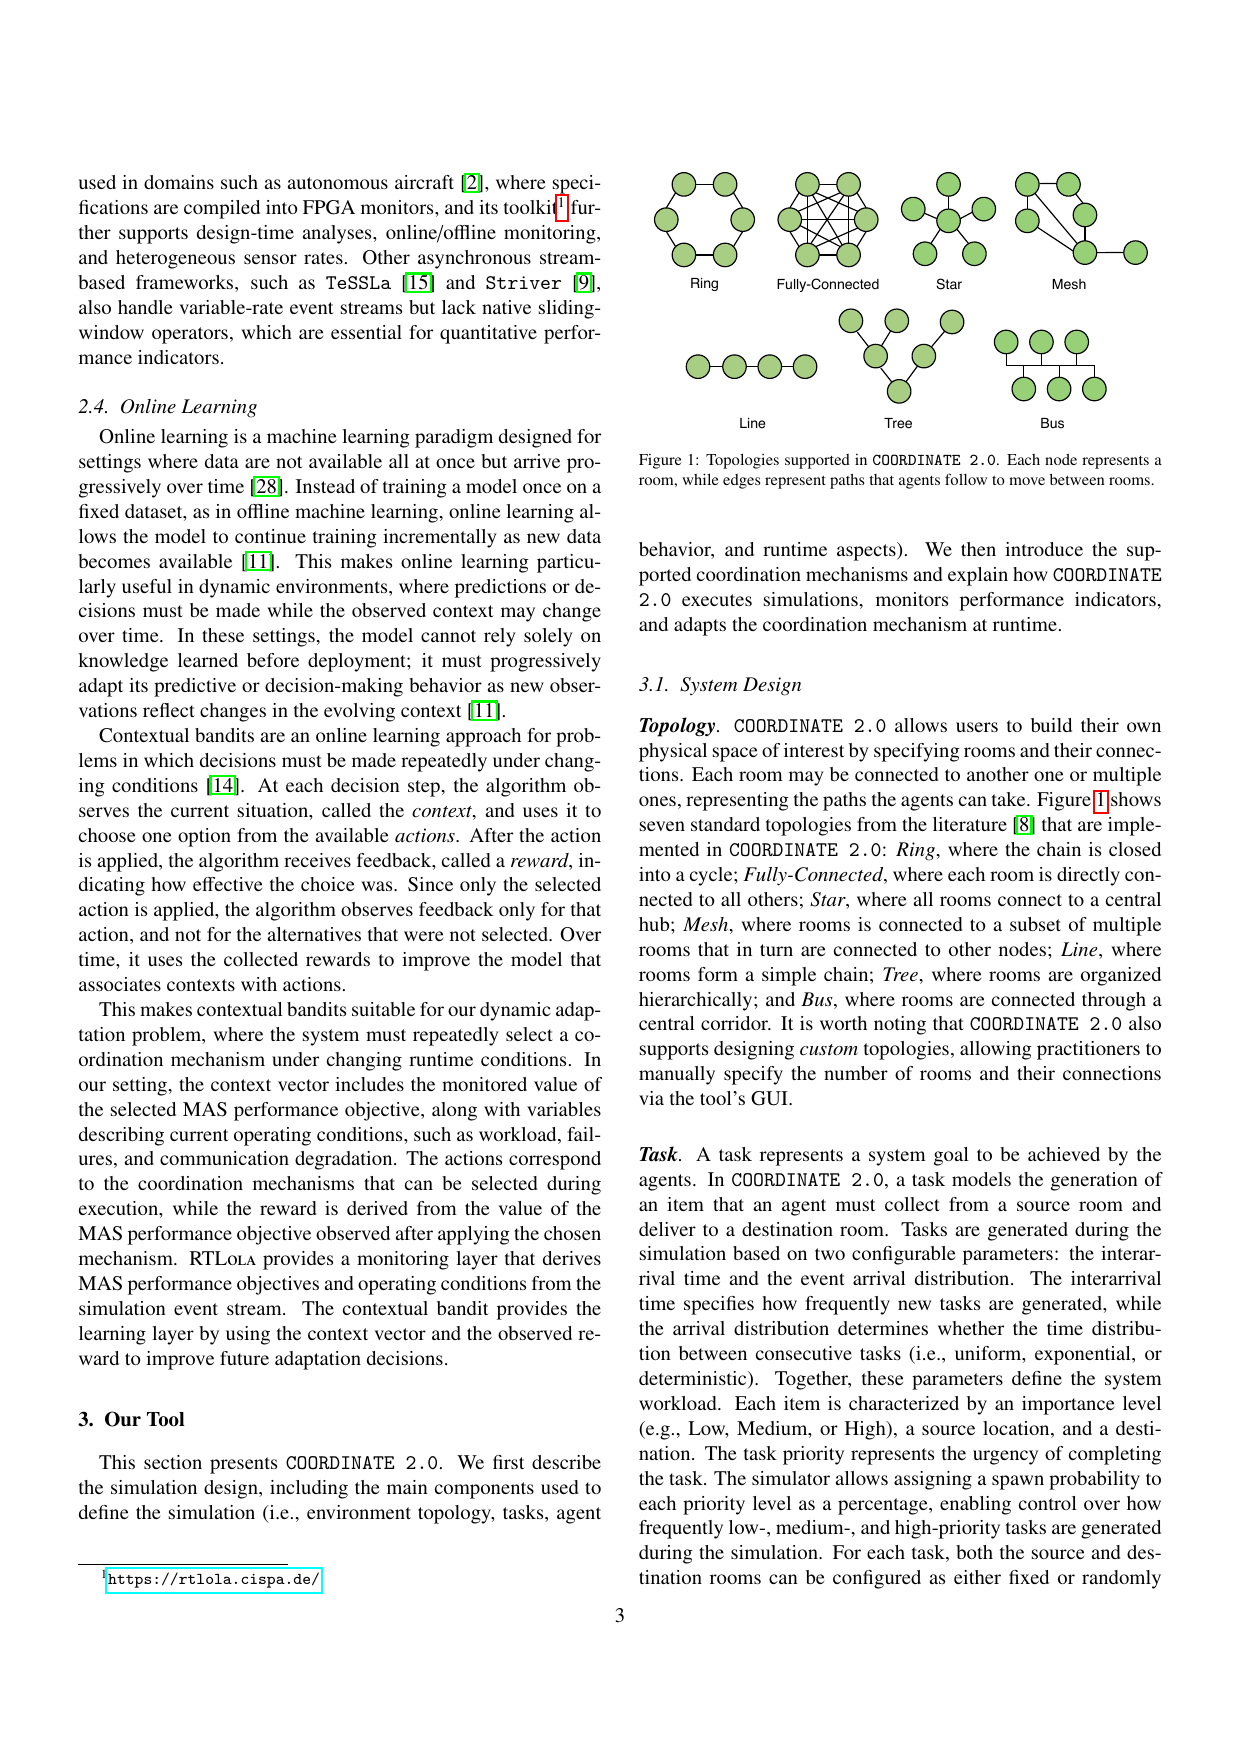 used in domains such as autonomous aircraft [2], where speci-
fications are compiled into FPGA monitors, and its toolkit1 fur-
ther supports design-time analyses, online/offline monitoring,
and heterogeneous sensor rates. Other asynchronous stream-
based frameworks, such as TeSSLa [15] and Striver [9],
also handle variable-rate event streams but lack native sliding-
window operators, which are essential for quantitative perfor-
mance indicators.
2.4. Online Learning
Online learning is a machine learning paradigm designed for
settings where data are not available all at once but arrive pro-
gressively over time [28]. Instead of training a model once on a
fixed dataset, as in offline machine learning, online learning al-
lows the model to continue training incrementally as new data
becomes available [11]. This makes online learning particu-
larly useful in dynamic environments, where predictions or de-
cisions must be made while the observed context may change
over time. In these settings, the model cannot rely solely on
knowledge learned before deployment; it must progressively
adapt its predictive or decision-making behavior as new obser-
vations reflect changes in the evolving context [11].
Contextual bandits are an online learning approach for prob-
lems in which decisions must be made repeatedly under chang-
ing conditions [14]. At each decision step, the algorithm ob-
serves the current situation, called the context, and uses it to
choose one option from the available actions. After the action
is applied, the algorithm receives feedback, called a reward, in-
dicating how effective the choice was. Since only the selected
action is applied, the algorithm observes feedback only for that
action, and not for the alternatives that were not selected. Over
time, it uses the collected rewards to improve the model that
associates contexts with actions.
This makes contextual bandits suitable for our dynamic adap-
tation problem, where the system must repeatedly select a co-
ordination mechanism under changing runtime conditions. In
our setting, the context vector includes the monitored value of
the selected MAS performance objective, along with variables
describing current operating conditions, such as workload, fail-
ures, and communication degradation. The actions correspond
to the coordination mechanisms that can be selected during
execution, while the reward is derived from the value of the
MAS performance objective observed after applying the chosen
mechanism. RTLola provides a monitoring layer that derives
MAS performance objectives and operating conditions from the
simulation event stream. The contextual bandit provides the
learning layer by using the context vector and the observed re-
ward to improve future adaptation decisions.
3. Our Tool
This section presents COORDINATE 2.0. We first describe
the simulation design, including the main components used to
define the simulation (i.e., environment topology, tasks, agent
1https://rtlola.cispa.de/
Ring
Fully-Connected
Star
Mesh
Line
Tree
Bus
Figure 1: Topologies supported in COORDINATE 2.0. Each node represents a
room, while edges represent paths that agents follow to move between rooms.
behavior, and runtime aspects). We then introduce the sup-
ported coordination mechanisms and explain how COORDINATE
2.0 executes simulations, monitors performance indicators,
and adapts the coordination mechanism at runtime.
3.1. System Design
Topology. COORDINATE 2.0 allows users to build their own
physical space of interest by specifying rooms and their connec-
tions. Each room may be connected to another one or multiple
ones, representing the paths the agents can take. Figure 1 shows
seven standard topologies from the literature [8] that are imple-
mented in COORDINATE 2.0: Ring, where the chain is closed
into a cycle; Fully-Connected, where each room is directly con-
nected to all others; Star, where all rooms connect to a central
hub; Mesh, where rooms is connected to a subset of multiple
rooms that in turn are connected to other nodes; Line, where
rooms form a simple chain; Tree, where rooms are organized
hierarchically; and Bus, where rooms are connected through a
central corridor. It is worth noting that COORDINATE 2.0 also
supports designing custom topologies, allowing practitioners to
manually specify the number of rooms and their connections
via the tool's GUI.
Task. A task represents a system goal to be achieved by the
agents. In COORDINATE 2.0, a task models the generation of
an item that an agent must collect from a source room and
deliver to a destination room. Tasks are generated during the
simulation based on two configurable parameters: the interar-
rival time and the event arrival distribution. The interarrival
time specifies how frequently new tasks are generated, while
the arrival distribution determines whether the time distribu-
tion between consecutive tasks (i.e., uniform, exponential, or
deterministic). Together, these parameters define the system
workload. Each item is characterized by an importance level
(e.g., Low, Medium, or High), a source location, and a desti-
nation. The task priority represents the urgency of completing
the task. The simulator allows assigning a spawn probability to
each priority level as a percentage, enabling control over how
frequently low-, medium-, and high-priority tasks are generated
during the simulation. For each task, both the source and des-
tination rooms can be configured as either fixed or randomly
3